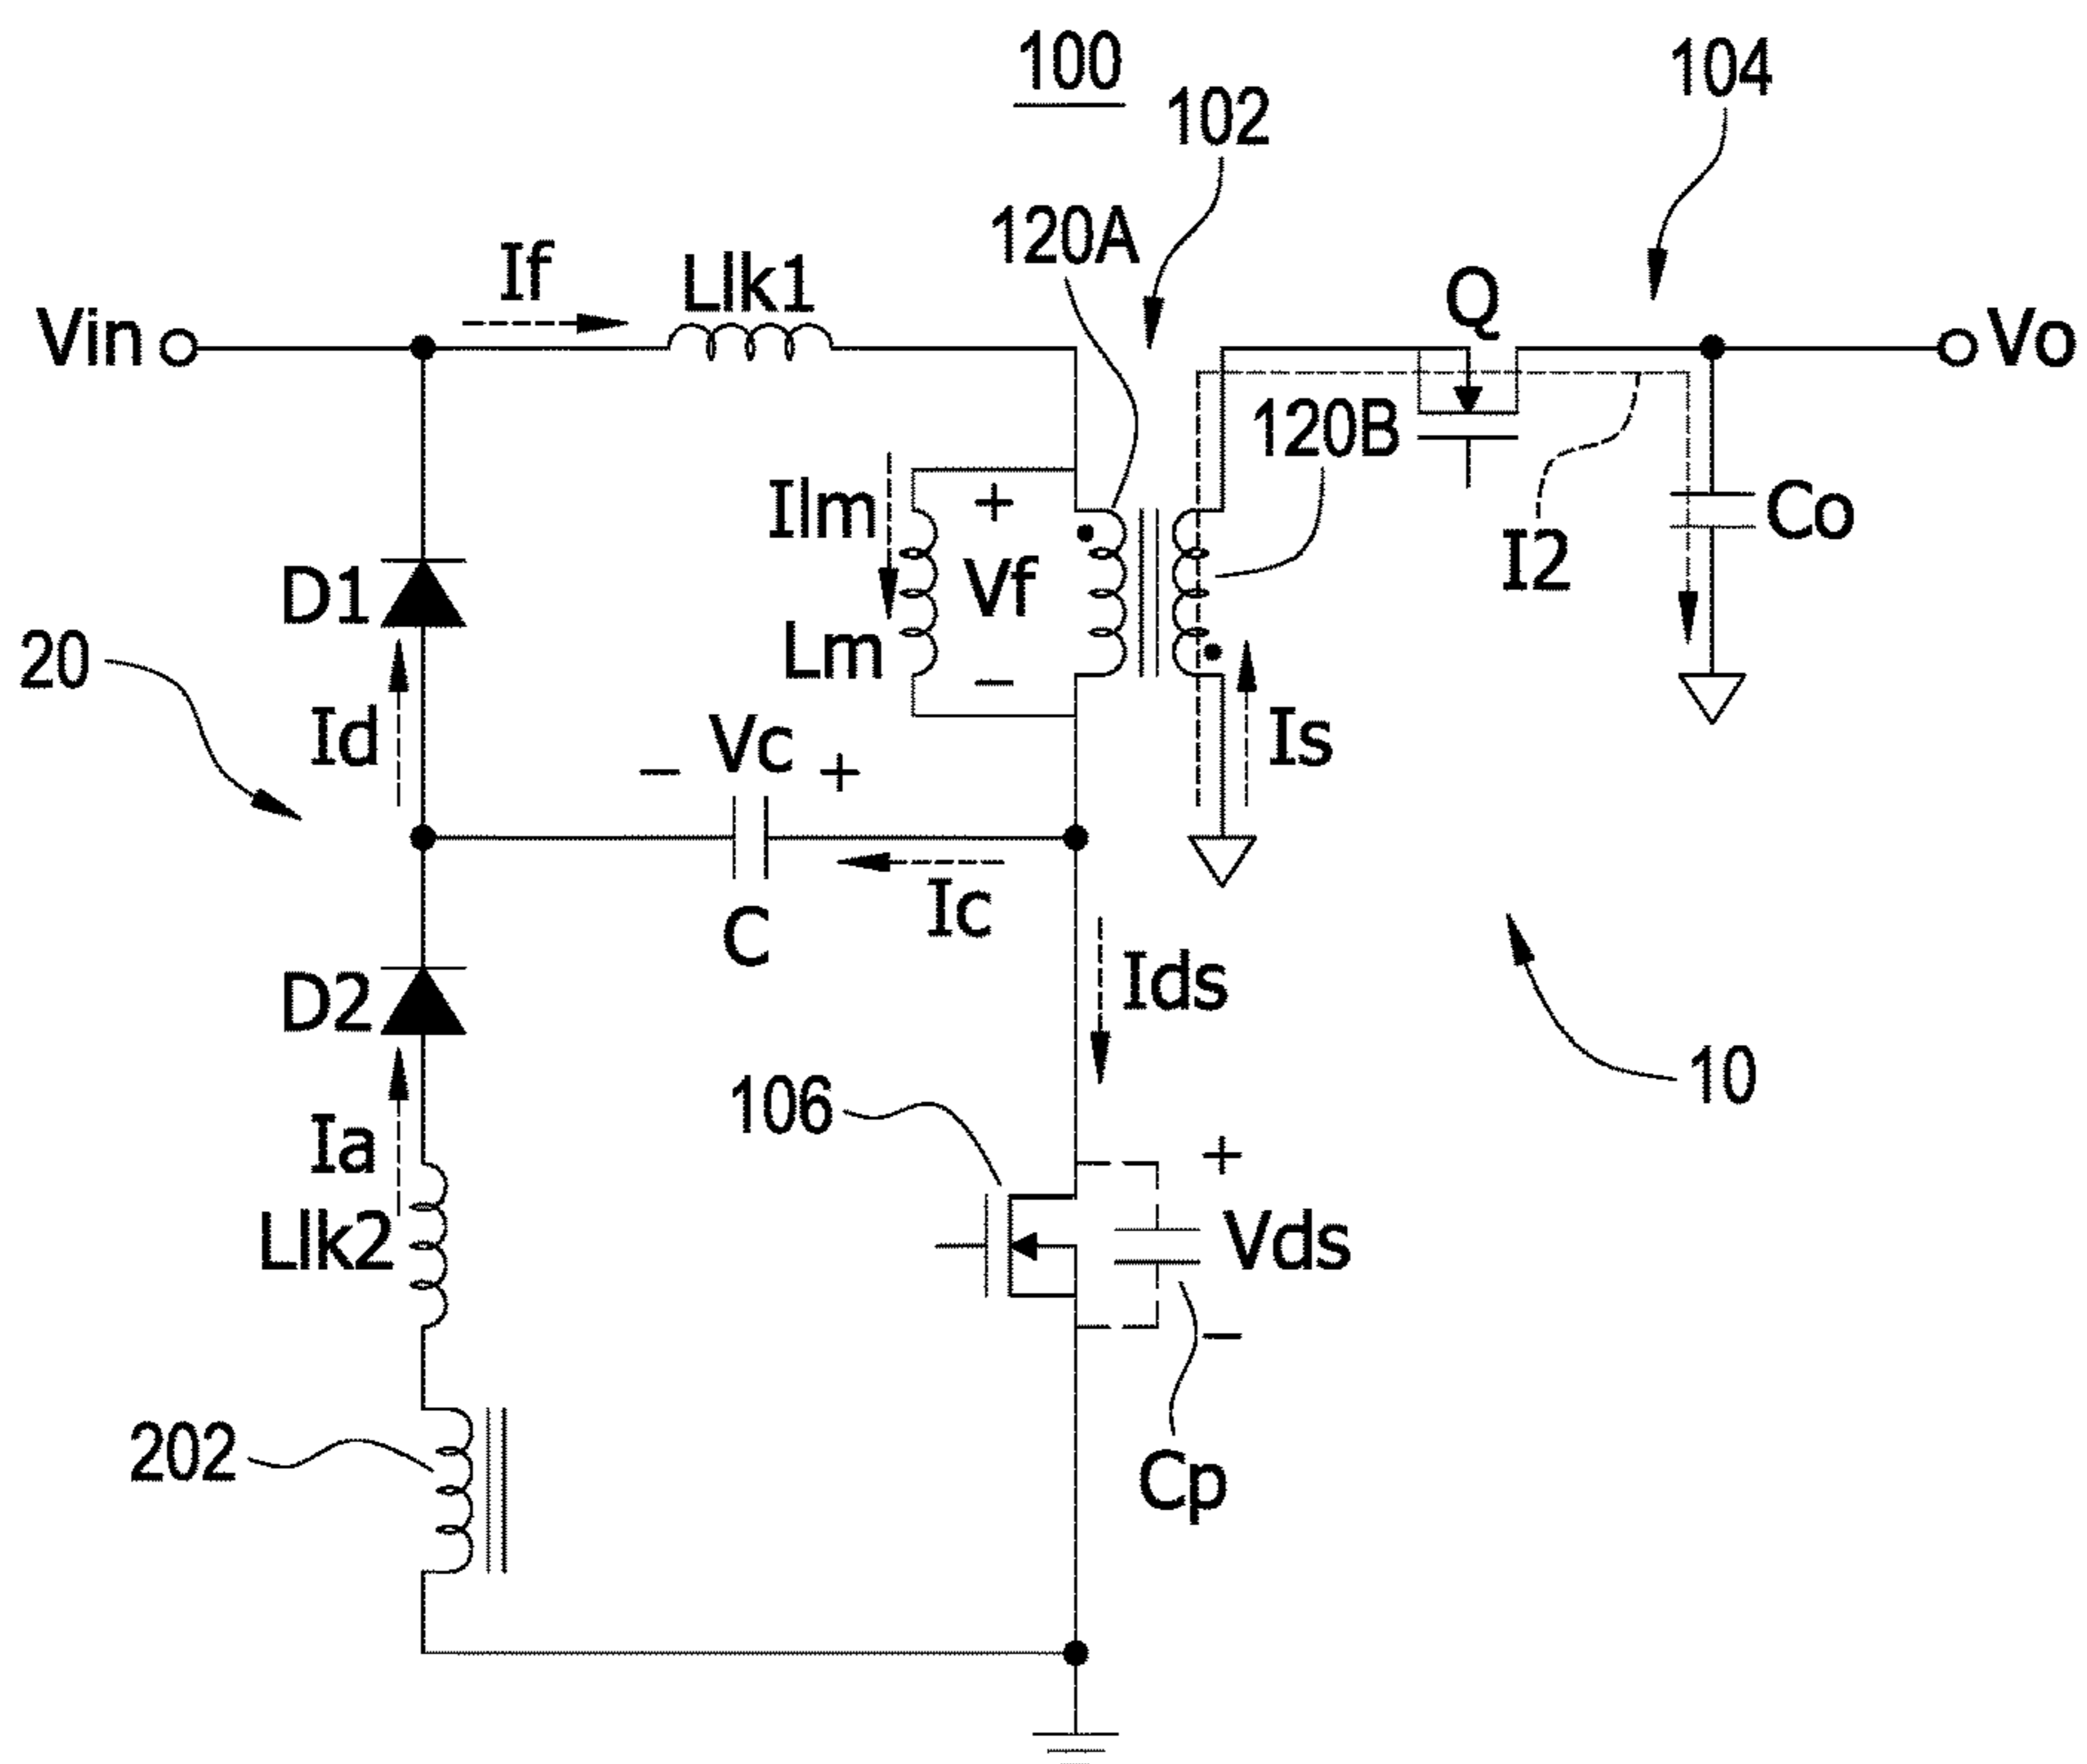 100
104
102
120A
If
Llk1
Q
Vin
Vo
120B
Ilm
+
Vf
Co
I2
D1
Lm
−
20
Id
Vc
− +
Is
Ic
C
Ids
D2
10
106
Ia
+
Llk2
Vds
−
202
Cp